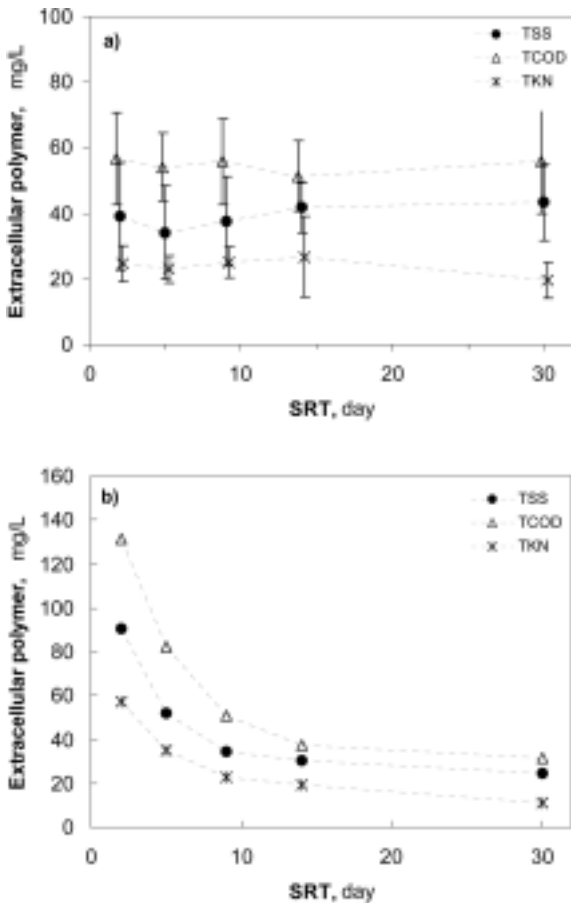 100
a)
TSS
TCOD
TKN
80
60
40
20
0
Extracellular polymer, mg/L
0 10 20 30
SRT, day
160
b)
TSS
TCOD
TKN
140
120
100
80
60
40
20
0
Extracellular polymer, mg/L
0 10 20 30
SRT, day